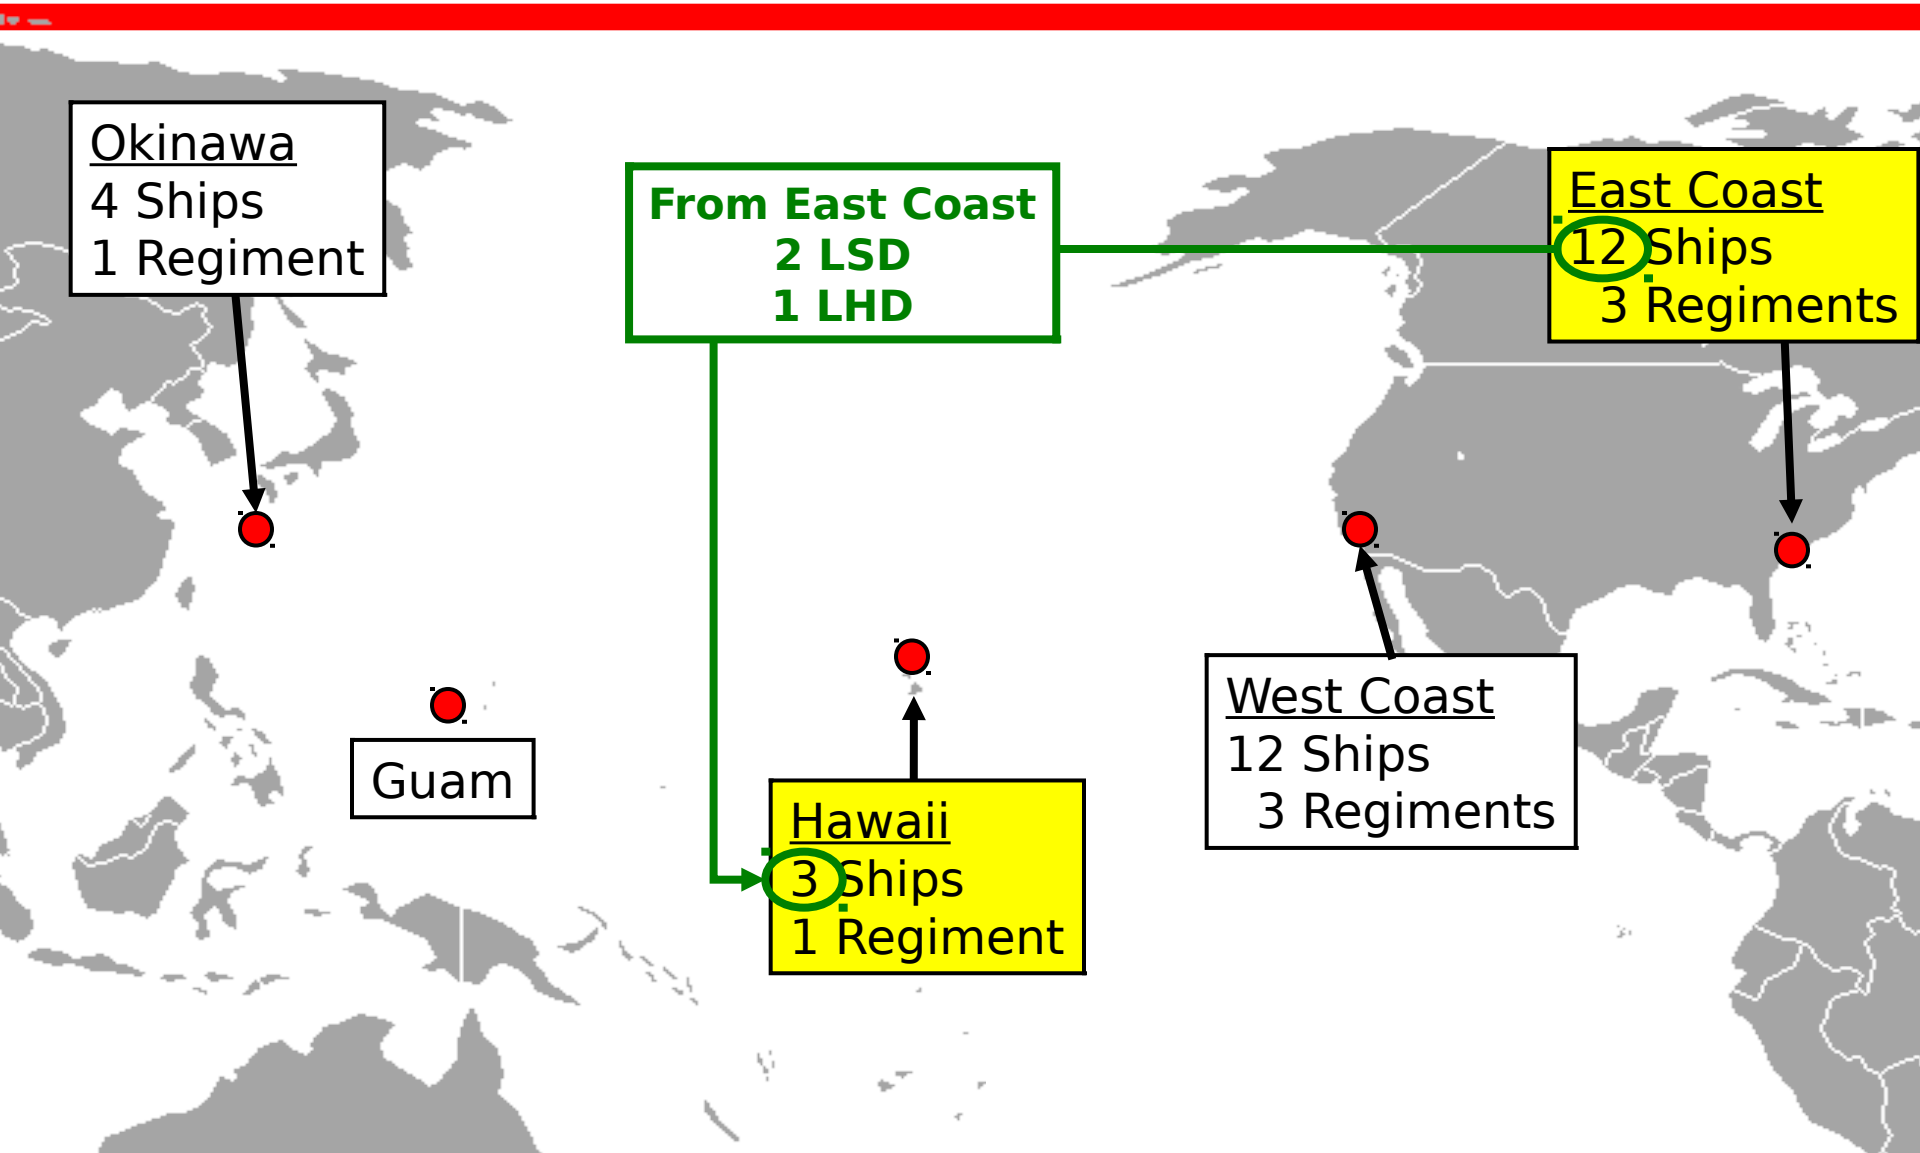 Okinawa
4 Ships
1 Regiment
From East Coast
2 LSD
1 LHD
East Coast
12 Ships
3 Regiments
Guam
Hawaii
3 Ships
1 Regiment
West Coast
12 Ships
3 Regiments